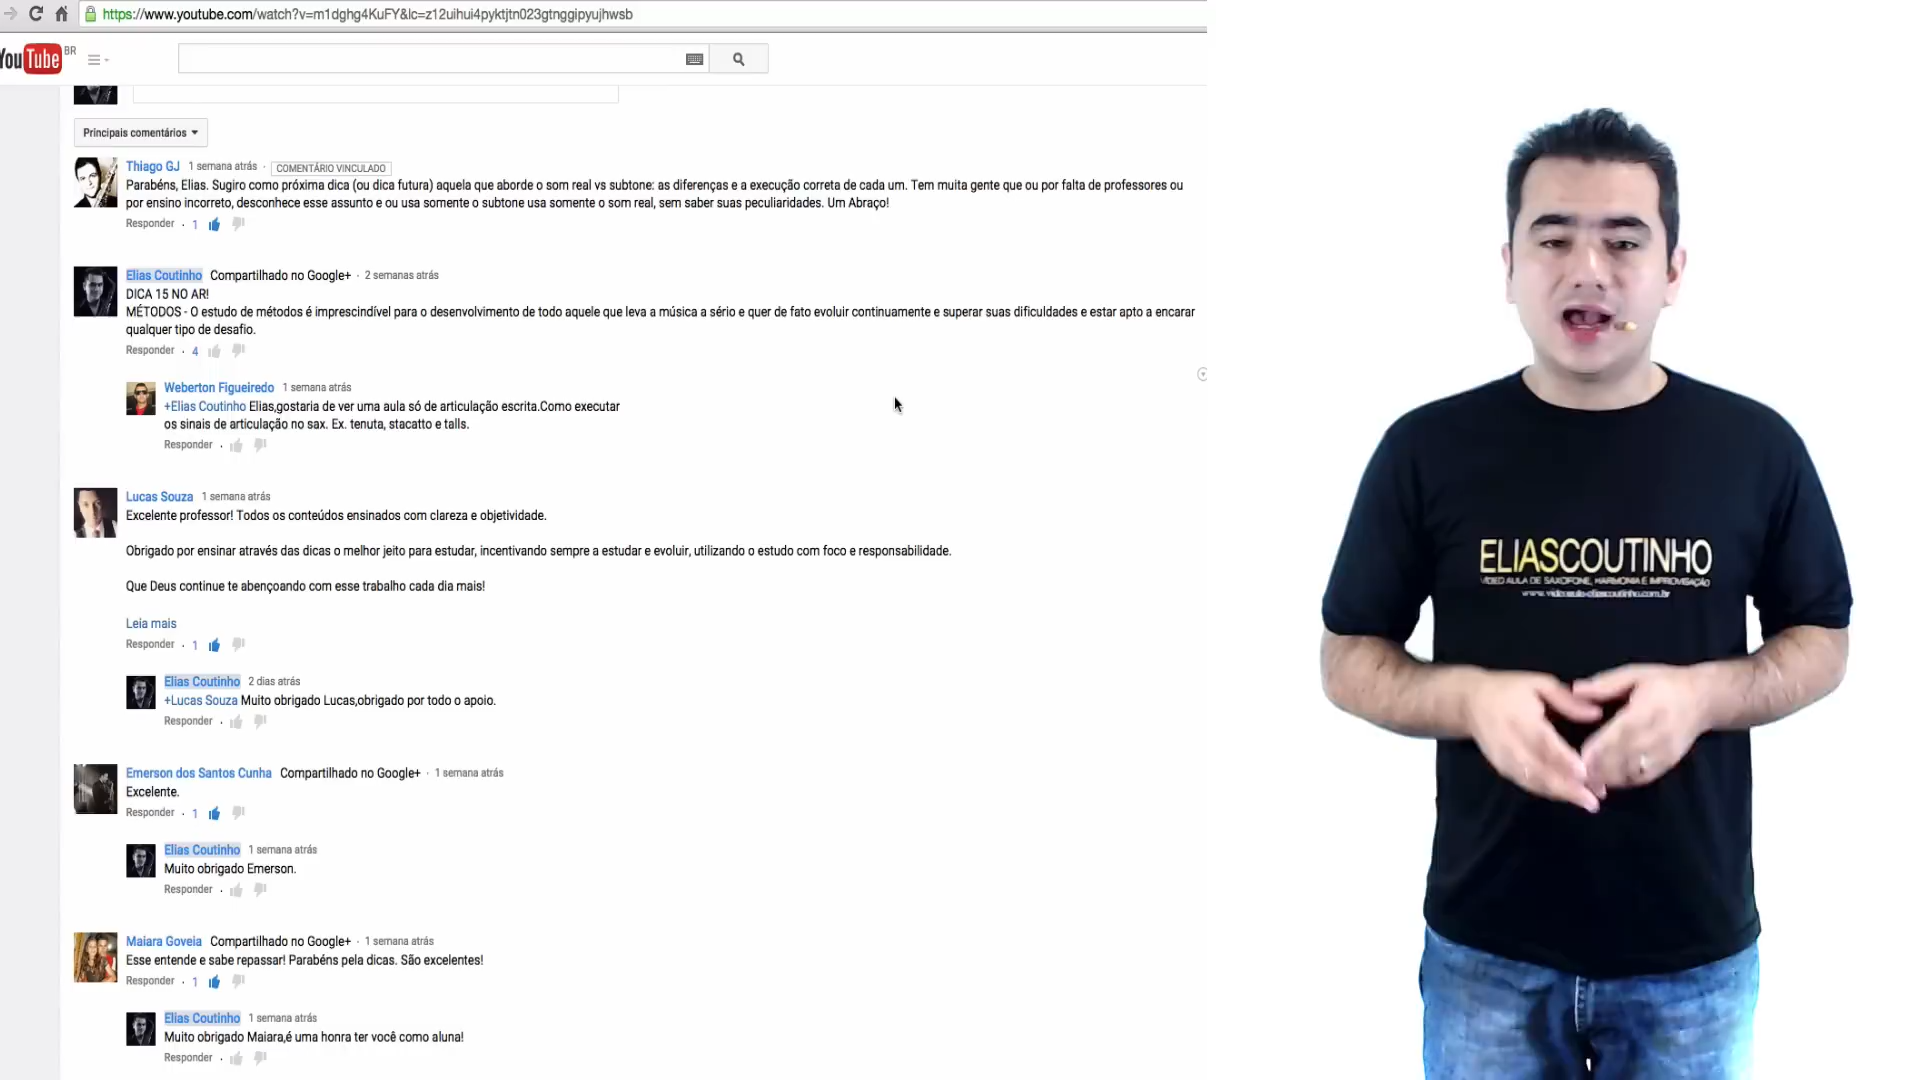 https://www.youtube.com/watch?v=m1dghg4KuFY&lc=z12uihui4pyktjtn023gtnggipyujhwsb
YouTube BR
Principais comentários
Thiago GJ 1 semana atrás · COMENTÁRIO VINCULADO
Parabéns, Elias. Sugiro como próxima dica (ou dica futura) aquela que aborde o som real vs subtone: as diferenças e a execução correta de cada um. Tem muita gente que ou por falta de professores ou
por ensino incorreto, desconhece esse assunto e ou usa somente o subtone usa somente o som real, sem saber suas peculiaridades. Um Abraço!
Responder · 1
Elias Coutinho Compartilhado no Google+ · 2 semanas atrás
DICA 15 NO AR!
MÉTODOS - O estudo de métodos é imprescindível para o desenvolvimento de todo aquele que leva a música a sério e quer de fato evoluir continuamente e superar suas dificuldades e estar apto a encarar
qualquer tipo de desafio.
Responder · 4
Weberton Figueiredo 1 semana atrás
+Elias Coutinho Elias,gostaria de ver uma aula só de articulação escrita.Como executar
os sinais de articulação no sax. Ex. tenuta, stacatto e talls.
Responder ·
Lucas Souza 1 semana atrás
Excelente professor! Todos os conteúdos ensinados com clareza e objetividade.
Obrigado por ensinar através das dicas o melhor jeito para estudar, incentivando sempre a estudar e evoluir, utilizando o estudo com foco e responsabilidade.
Que Deus continue te abençoando com esse trabalho cada dia mais!
Leia mais
Responder · 1
Elias Coutinho 2 dias atrás
+Lucas Souza Muito obrigado Lucas,obrigado por todo o apoio.
Responder ·
Emerson dos Santos Cunha Compartilhado no Google+ · 1 semana atrás
Excelente.
Responder · 1
Elias Coutinho 1 semana atrás
Muito obrigado Emerson.
Responder ·
Maiara Goveia Compartilhado no Google+ · 1 semana atrás
Esse entende e sabe repassar! Parabéns pela dicas. São excelentes!
Responder · 1
Elias Coutinho 1 semana atrás
Muito obrigado Maiara,é uma honra ter você como aluna!
Responder ·
ELIASCOUTINHO
VÍDEO AULA DE SAXOFONE, HARMONIA E IMPROVISAÇÃO